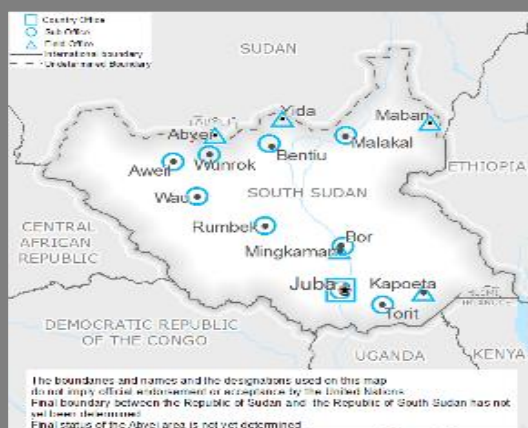 Country Office
Sub Office
Field Office
International boundary
Undetermined Boundary
SUDAN
Yida
Maban
Abyei
Malakal
Bentiu
Wunrok
Aweil
ETHIOPIA
Wau
SOUTH SUDAN
CENTRAL
AFRICAN
REPUBLIC
Rumbek
Bor
Mingkaman
Juba
Kapoeta
Torit
DEMOCRATIC REPUBLIC
OF THE CONGO
UGANDA
KENYA
The boundaries and names and the designations used on this map
do not imply official endorsement or acceptance by the United Nations
Final boundary between the Republic of Sudan and the Republic of South Sudan has not
yet been determined
Final status of the Abyei area is not yet determined